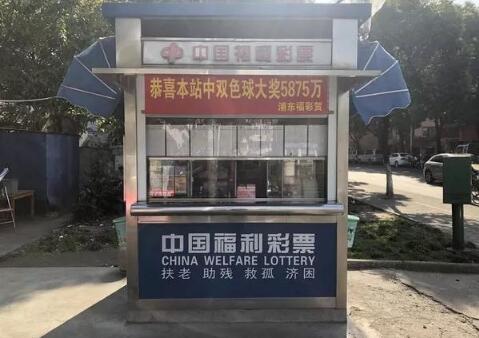 中国福利彩票
恭喜本站中双色球大奖5875万
浦东福彩贺
中国福利彩票
CHINA WELFARE LOTTERY
扶老 助残 救孤 济困